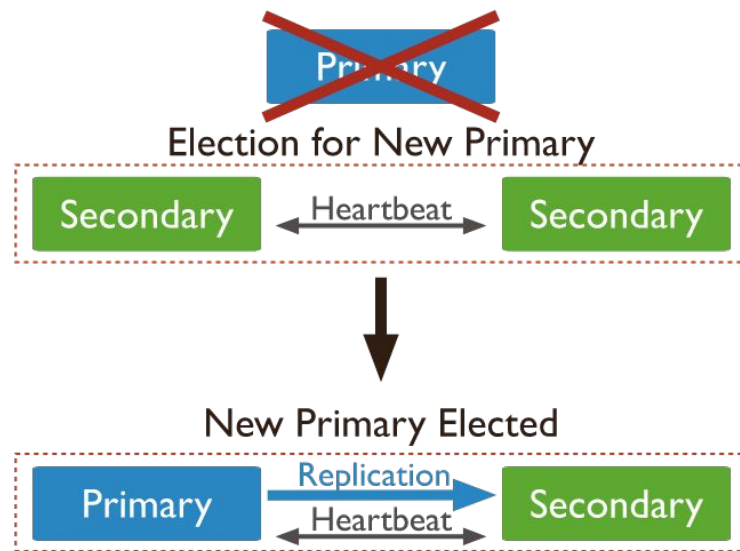 Primary
Election for New Primary
Secondary
Heartbeat
Secondary
New Primary Elected
Primary
Replication
Heartbeat
Secondary